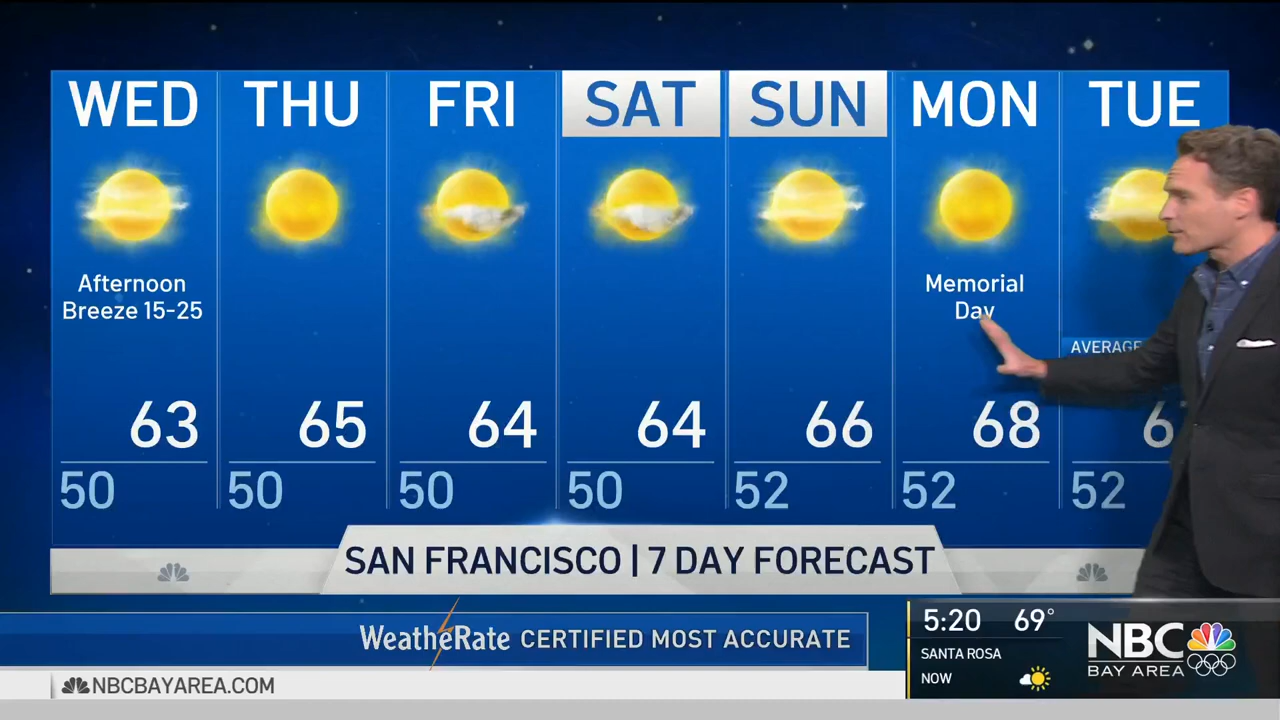 WED THU FRI SAT SUN MON TUE
Afternoon
Breeze 15-25
Memorial
Day
AVERAGE
63 65 64 64 66 68 6
50 50 50 50 52 52 52
SAN FRANCISCO | 7 DAY FORECAST
WeatheRate CERTIFIED MOST ACCURATE
5:20 69°
SANTA ROSA
NOW
NBC
BAY AREA
NBCBAYAREA.COM